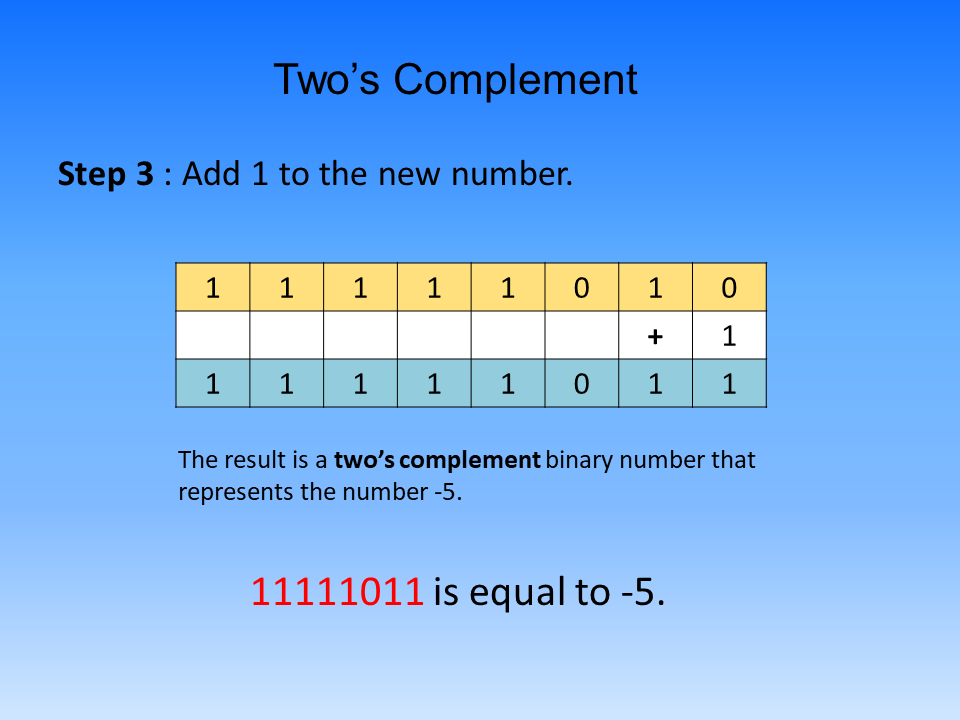 Two’s Complement
Step 3 : Add 1 to the new number.
1 1 1 1 1 0 1 0
+ 1
1 1 1 1 1 0 1 1
The result is a two’s complement binary number that
represents the number -5.
11111011 is equal to -5.